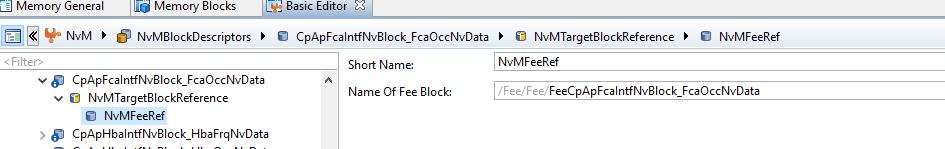 Memory General
Memory Blocks
Basic Editor
NvM
NvMBlockDescriptors
CpApFcaIntfNvBlock_FcaOccNvData
NvMTargetBlockReference
NvMFeeRef
<Filter>
CpApFcaIntfNvBlock_FcaOccNvData
NvMTargetBlockReference
NvMFeeRef
CpApHbaIntfNvBlock_HbaFrqNvData
Short Name:
NvMFeeRef
Name Of Fee Block:
/Fee/Fee/FeeCpApFcaIntfNvBlock_FcaOccNvData